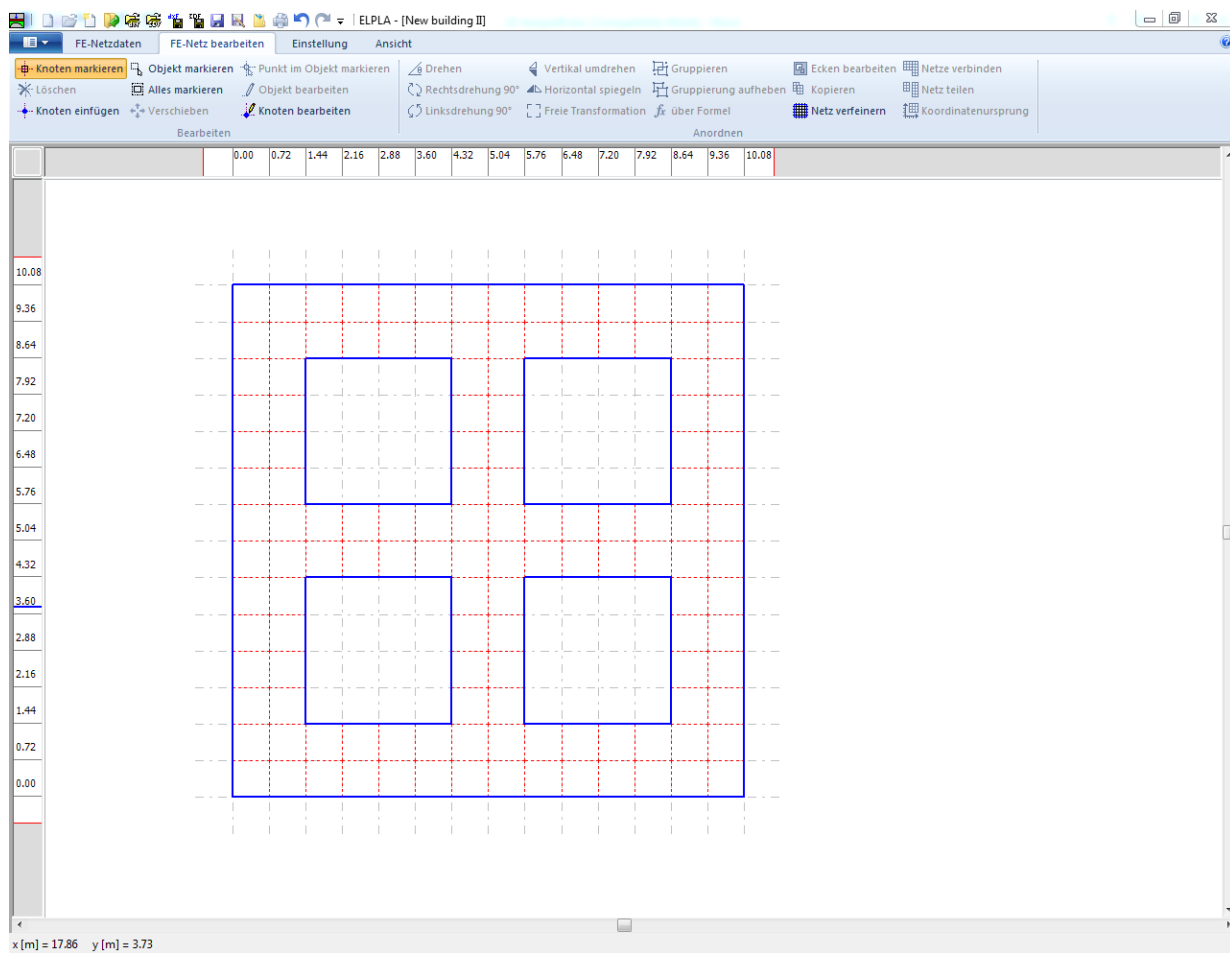 ELPLA - [New building II]
FE-Netzdaten FE-Netz bearbeiten Einstellung Ansicht
Knoten markieren Objekt markieren Punkt im Objekt markieren Drehen Vertikal umdrehen Gruppieren Ecken bearbeiten Netze verbinden
Löschen Alles markieren Objekt bearbeiten Rechtsdrehung 90° Horizontal spiegeln Gruppierung aufheben Kopieren Netz teilen
Knoten einfügen Verschieben Knoten bearbeiten Linksdrehung 90° Freie Transformation fx über Formel Netz verfeinern Koordinatenursprung
Bearbeiten Anordnen
0.00 0.72 1.44 2.16 2.88 3.60 4.32 5.04 5.76 6.48 7.20 7.92 8.64 9.36 10.08
10.08
9.36
8.64
7.92
7.20
6.48
5.76
5.04
4.32
3.60
2.88
2.16
1.44
0.72
0.00
x [m] = 17.86 y [m] = 3.73